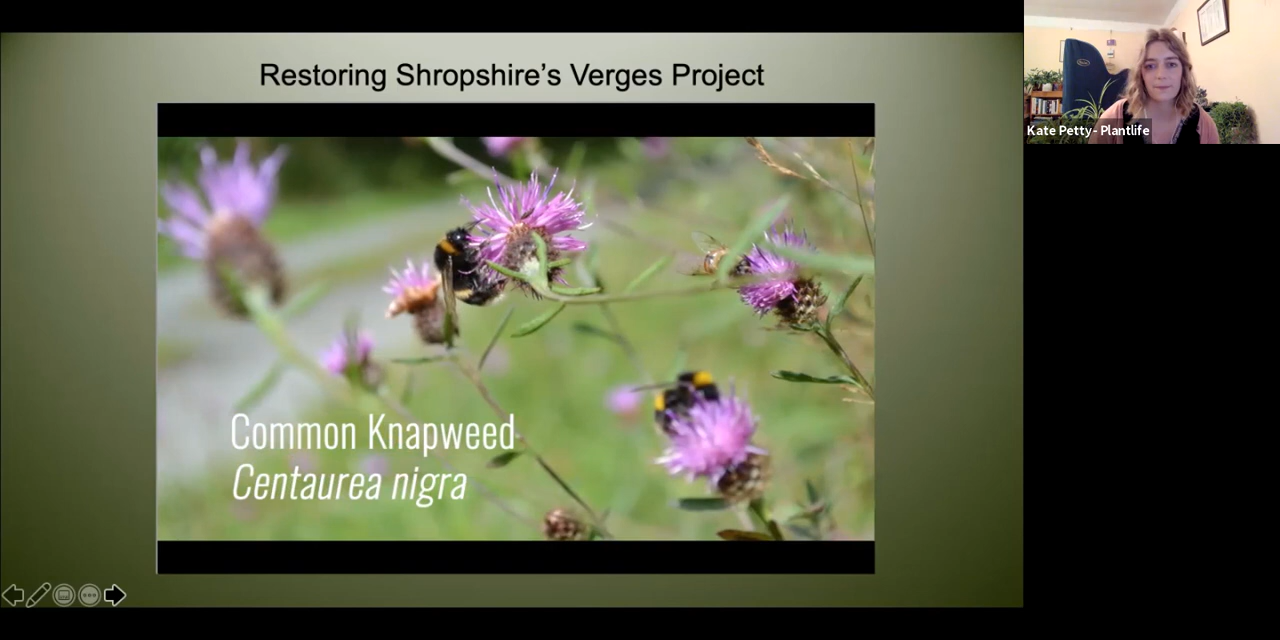 Restoring Shropshire's Verges Project
Common Knapweed
Centaurea nigra
Kate Petty - Plantlife